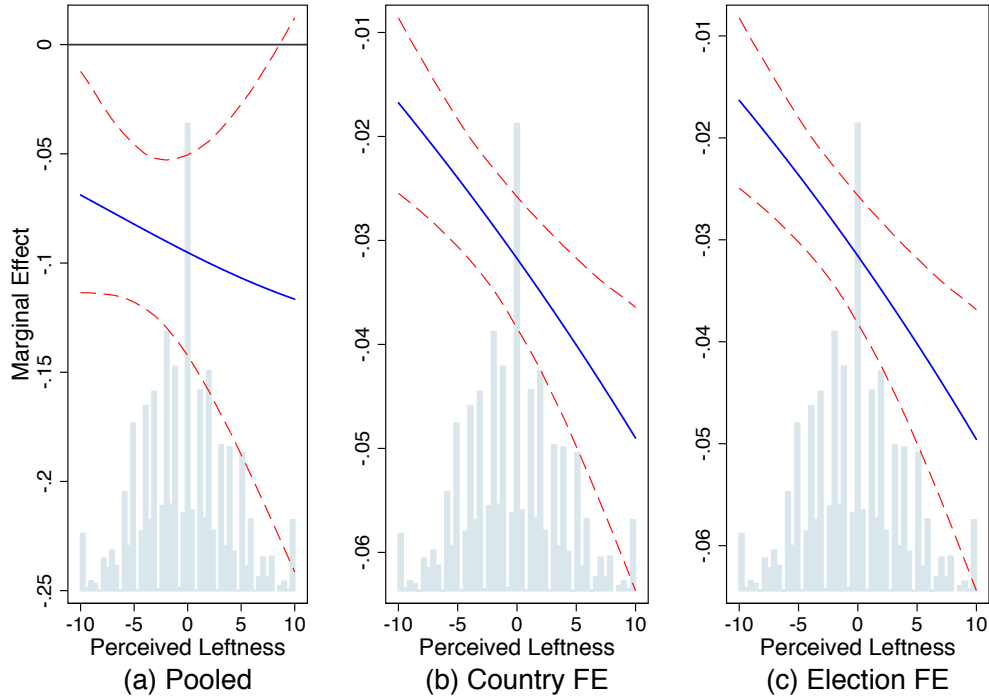 Marginal Effect
0
-.05
-.1
-.15
-.2
-.25
-10 -5 0 5 10
Perceived Leftness
(a) Pooled
-.01
-.02
-.03
-.04
-.05
-.06
-10 -5 0 5 10
Perceived Leftness
(b) Country FE
-.01
-.02
-.03
-.04
-.05
-.06
-10 -5 0 5 10
Perceived Leftness
(c) Election FE